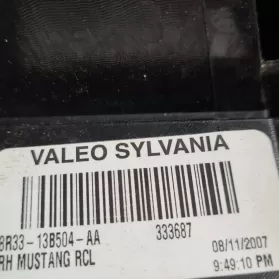 VALEO SYLVANIA
8R33-13B504-AA 333687
RH MUSTANG RCL 08/11/2007
9:49:10 PM